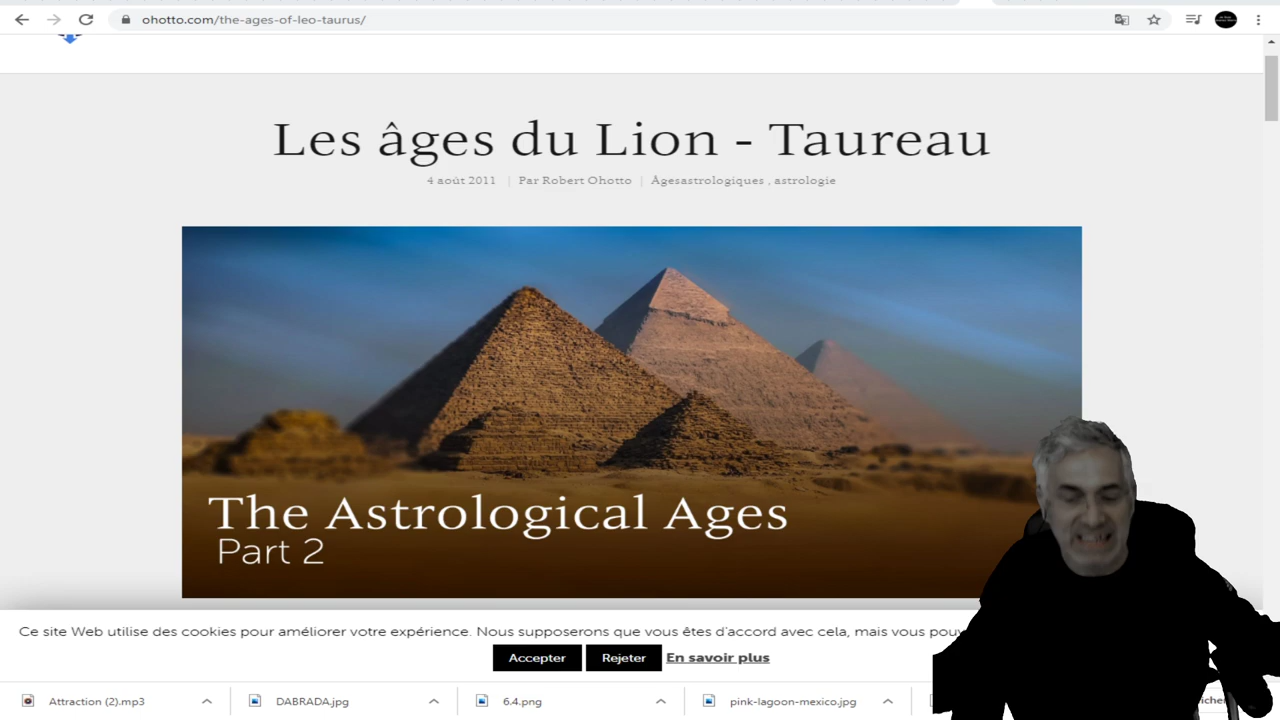 ohotto.com/the-ages-of-leo-taurus/
Les âges du Lion - Taureau
4 août 2011 | Par Robert Ohotto | Âgesastrologiques , astrologie
The Astrological Ages
Part 2
Ce site Web utilise des cookies pour améliorer votre expérience. Nous supposerons que vous êtes d'accord avec cela, mais vous
Accepter Rejeter En savoir plus
Attraction (2).mp3 DABRADA.jpg 6.4.png pink-lagoon-mexico.jpg